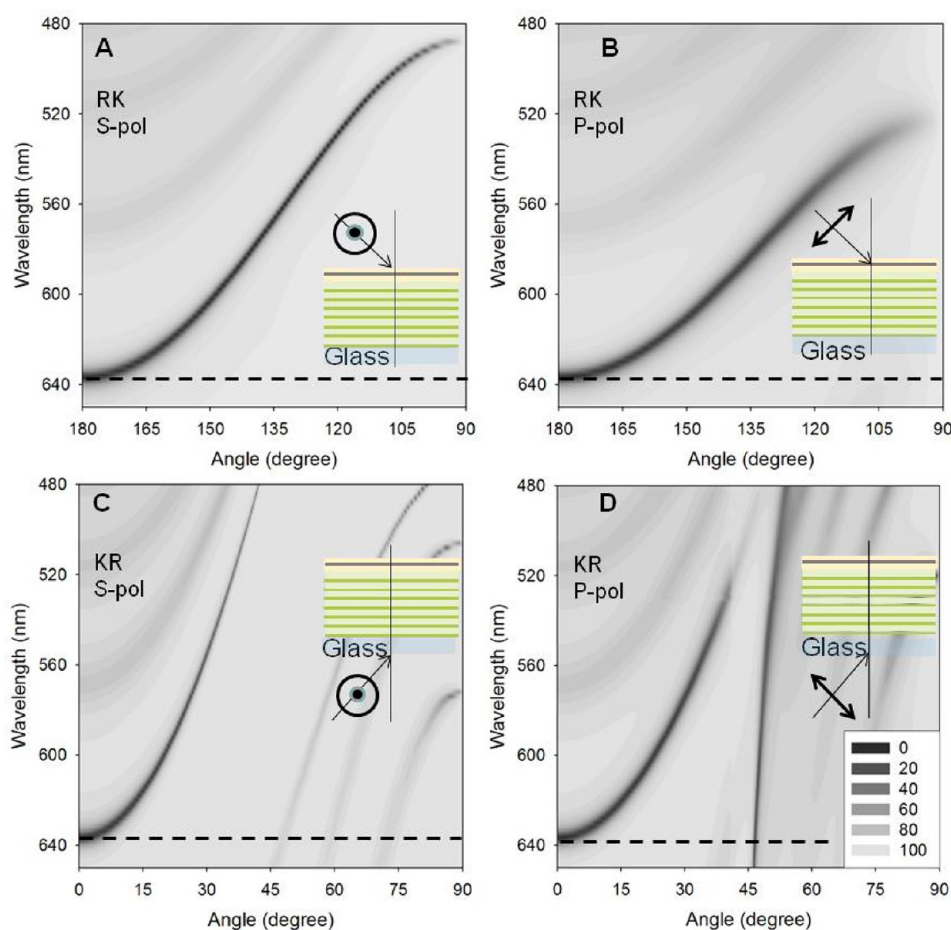 A
RK
S-pol
Glass
Wavelength (nm)
480
520
560
600
640
180
165
150
135
120
105
90
Angle (degree)
B
RK
P-pol
Glass
Wavelength (nm)
480
520
560
600
640
180
165
150
135
120
105
90
Angle (degree)
C
KR
S-pol
Glass
Wavelength (nm)
480
520
560
600
640
0
15
30
45
60
75
90
Angle (degree)
D
KR
P-pol
Glass
0
20
40
60
80
100
Wavelength (nm)
480
520
560
600
640
0
15
30
45
60
75
90
Angle (degree)